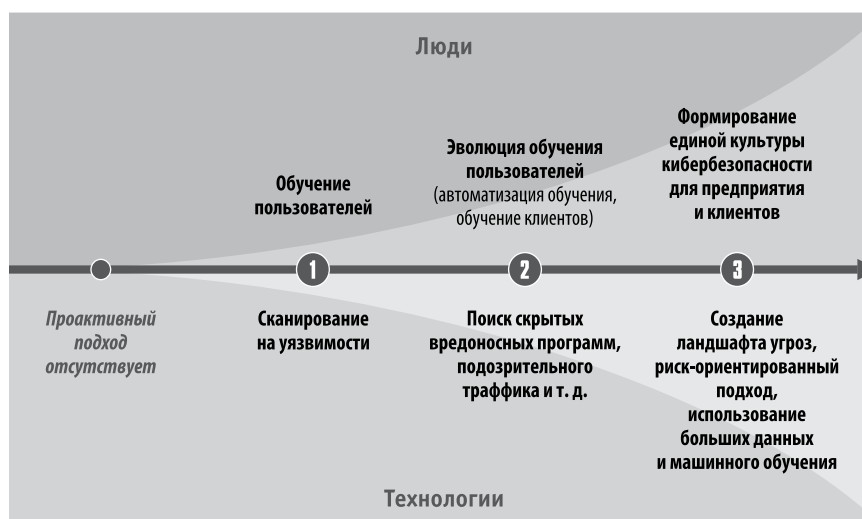 Люди
Обучение
пользователей
Эволюция обучения
пользователей
(автоматизация обучения,
обучение клиентов)
Формирование
единой культуры
кибербезопасности
для предприятия
и клиентов
1
2
3
Проактивный
подход
отсутствует
Сканирование
на уязвимости
Поиск скрытых
вредоносных программ,
подозрительного
траффика и т. д.
Создание
ландшафта угроз,
риск-ориентированный
подход,
использование
больших данных
и машинного обучения
Технологии